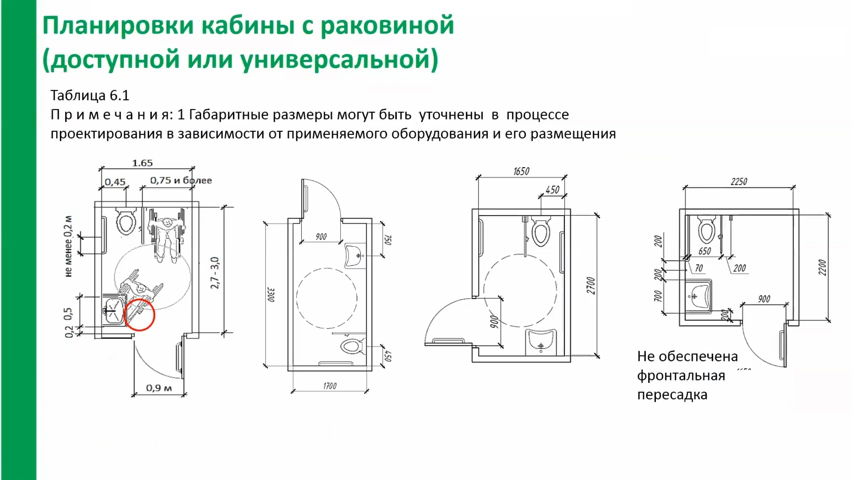 Планировки кабины с раковиной
(доступной или универсальной)
Таблица 6.1
П р и м е ч а н и я: 1 Габаритные размеры могут быть уточнены в процессе
проектирования в зависимости от применяемого оборудования и его размещения
1.65
0,45
0,75 и более
не менее 0,2 м
0,5
0,2
2,7 - 3,0
0,9 м
900
750
3300
450
1700
1650
450
2700
900
2250
200
650
70
200
200
700
200
900
2200
Не обеспечена
фронтальная
пересадка